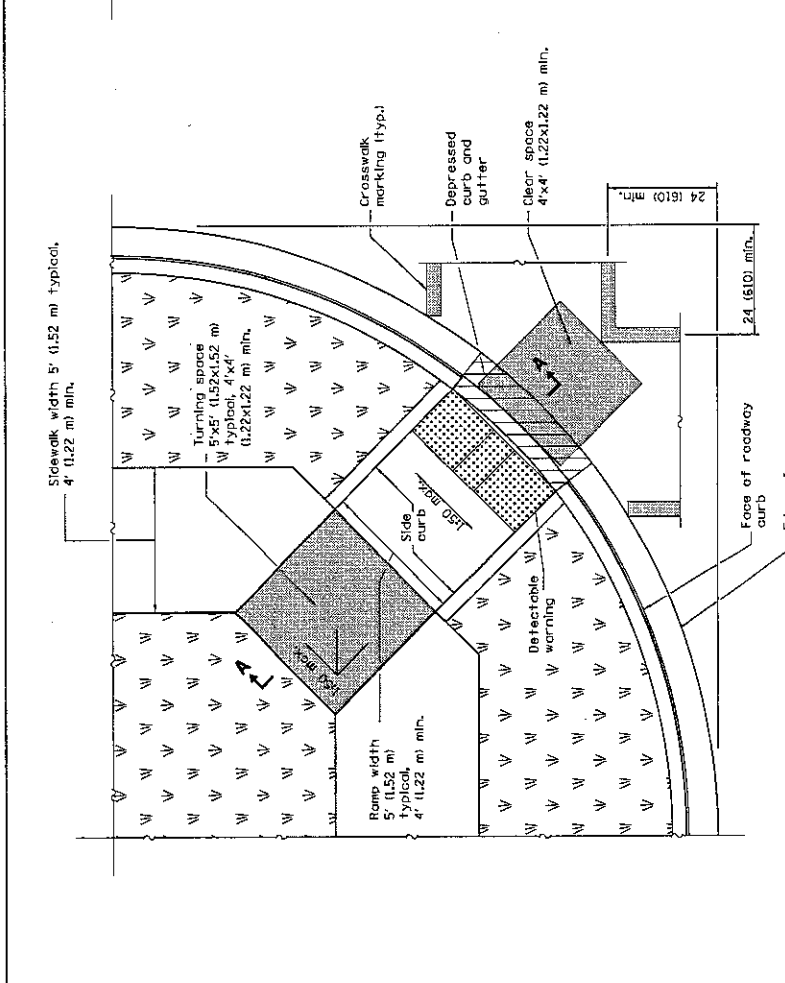 Sidewalk width 5' (1.52 m) typical,
4' (1.22 m) min.
Turning space
5'x5' (1.52x1.52 m)
typical, 4'x4'
(1.22x1.22 m) min.
Crosswalk
marking (typ.)
Depressed
curb and
gutter
Clear space
4'x4' (1.22x1.22 m) min.
24 (610) min.
24 (610) min.
A
A
1:50 max.
Side
curb
1:50 max.
Detectable
warning
Ramp width
5' (1.52 m)
typical,
4' (1.22 m) min.
Face of roadway
curb